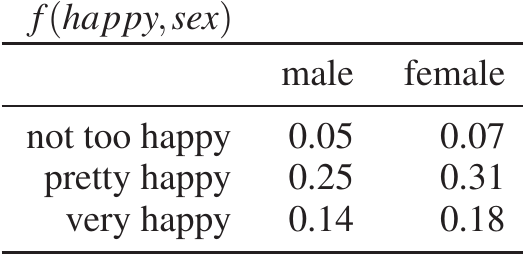 f(happy, sex)
male female
not too happy 0.05 0.07
pretty happy 0.25 0.31
very happy 0.14 0.18